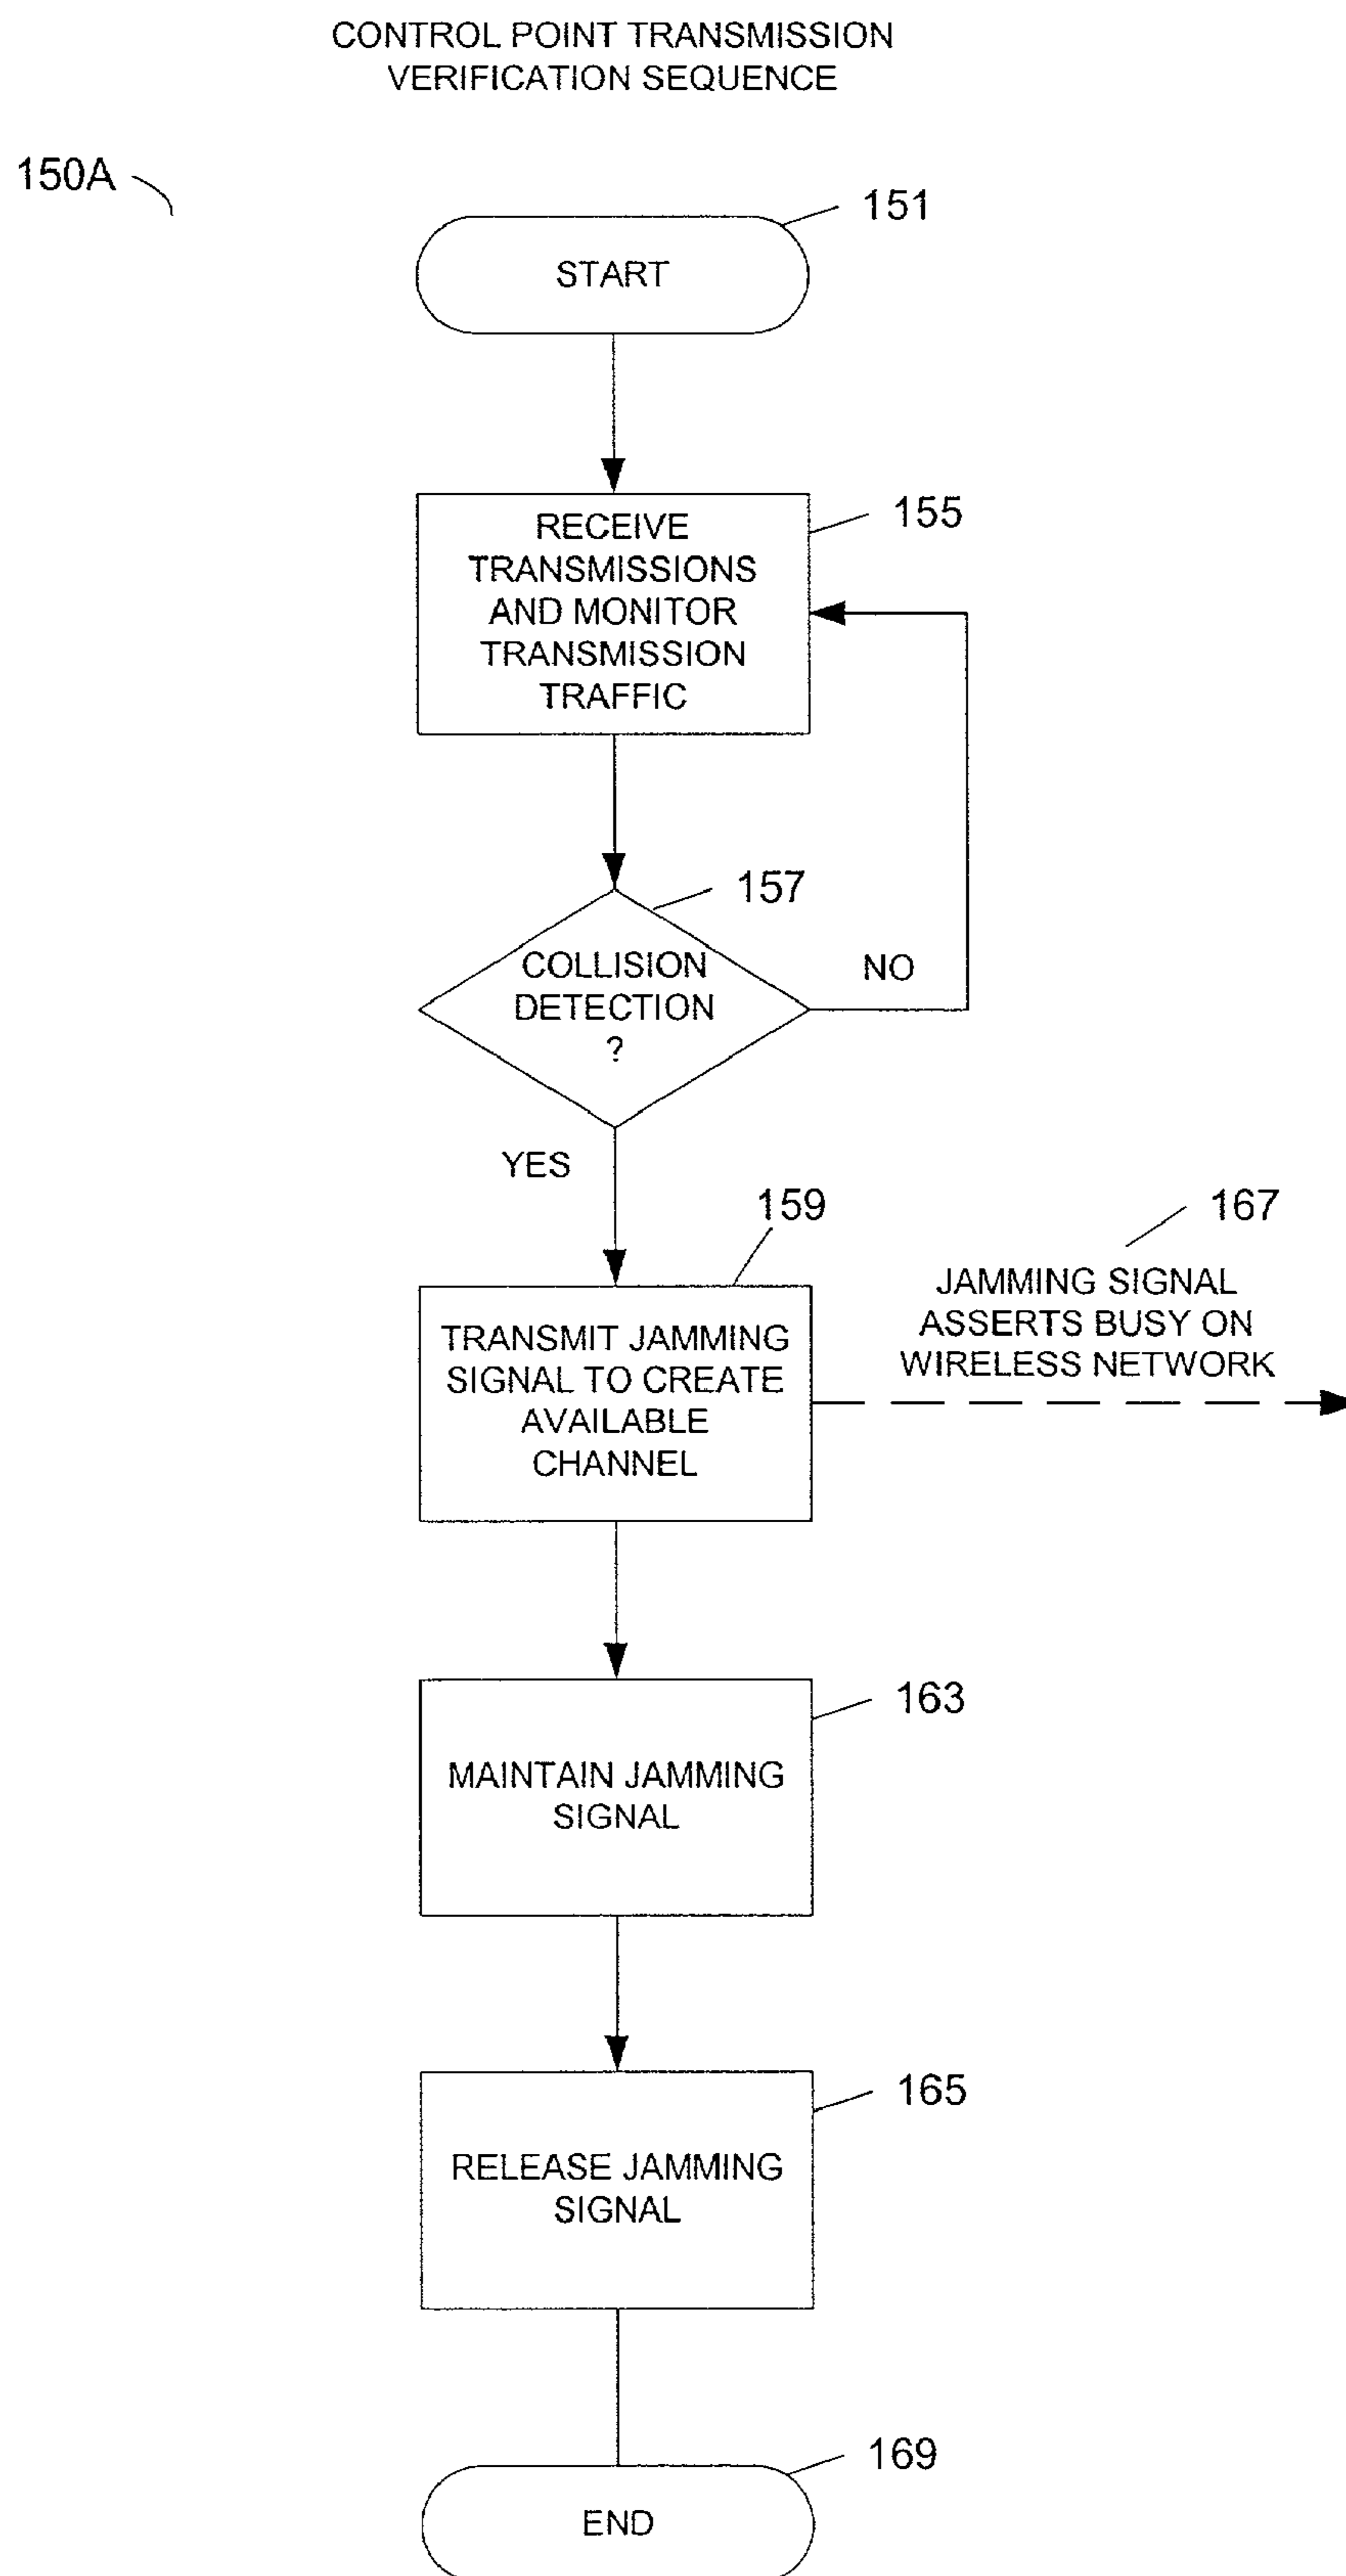 CONTROL POINT TRANSMISSION
VERIFICATION SEQUENCE
150A
151
START
155
RECEIVE
TRANSMISSIONS
AND MONITOR
TRANSMISSION
TRAFFIC
157
COLLISION
DETECTION
?
NO
YES
159
167
JAMMING SIGNAL
ASSERTS BUSY ON
WIRELESS NETWORK
TRANSMIT JAMMING
SIGNAL TO CREATE
AVAILABLE
CHANNEL
163
MAINTAIN JAMMING
SIGNAL
165
RELEASE JAMMING
SIGNAL
169
END